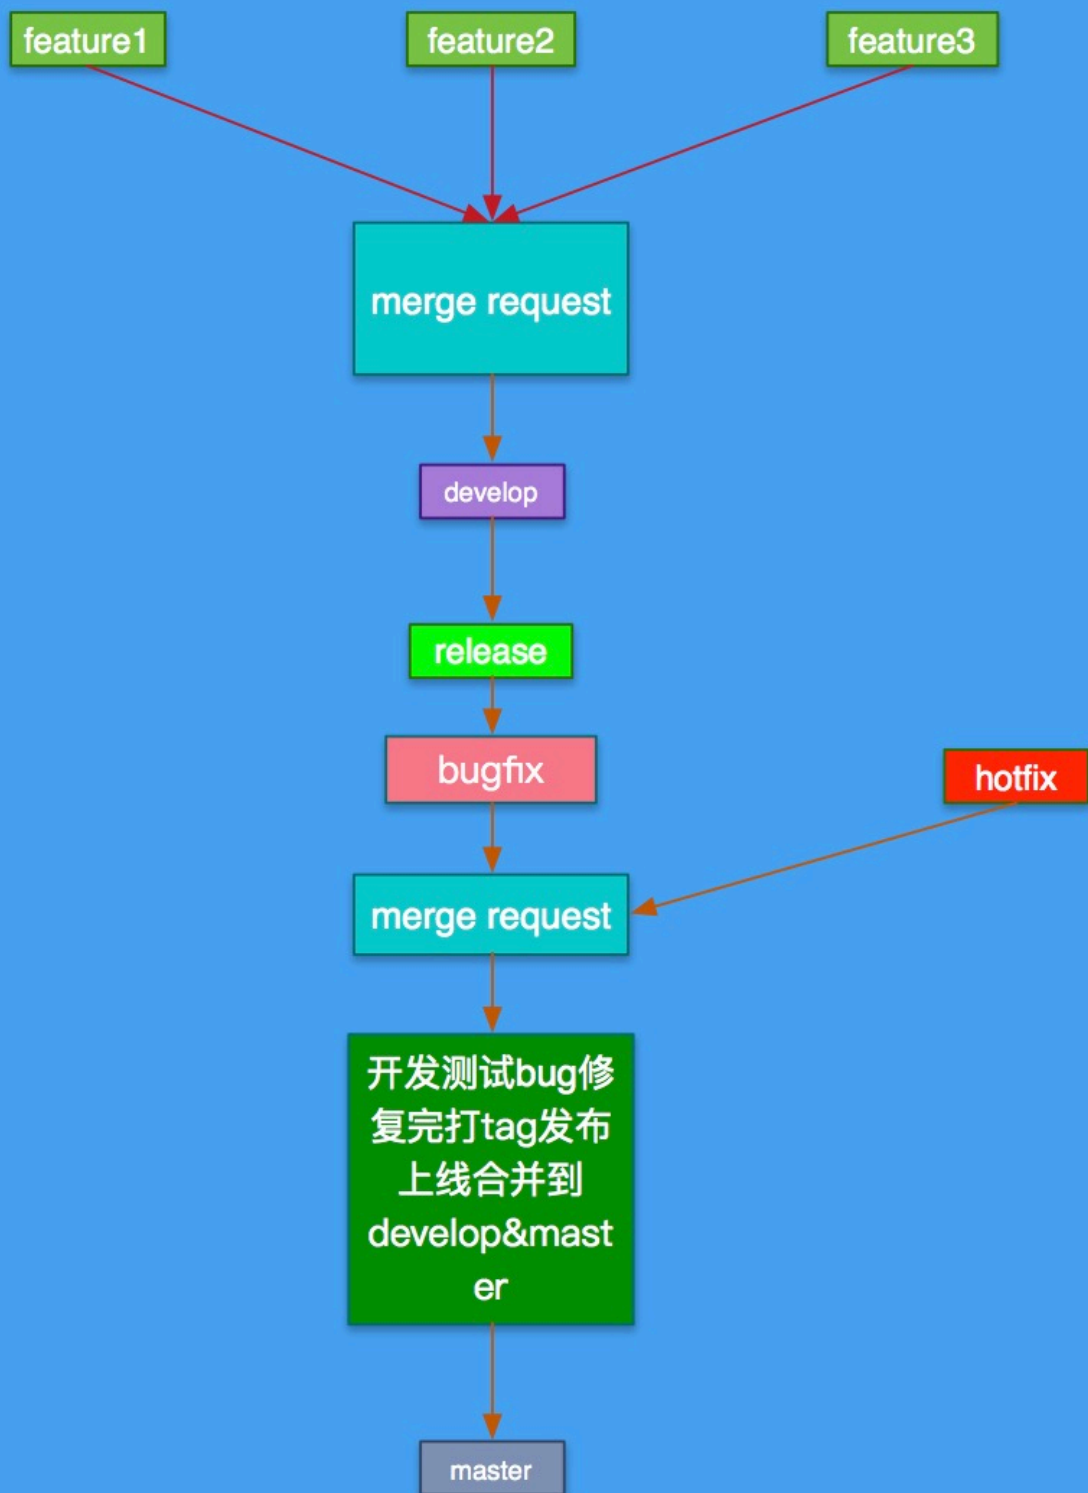 feature1
feature2
feature3
merge request
develop
release
bugfix
hotfix
merge request
开发测试bug修
复完打tag发布
上线合并到
develop&mast
er
master